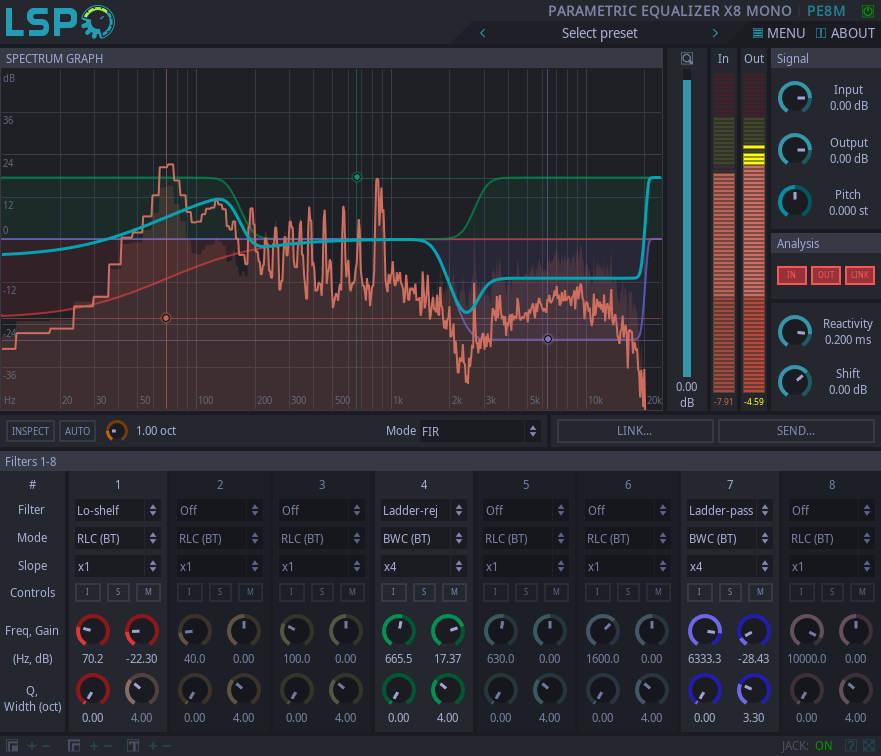 LSP
PARAMETRIC EQUALIZER X8 MONO PE8M
Select preset
MENU ABOUT
SPECTRUM GRAPH
In Out
Signal
dB
36
24
12
0
-12
-24
-36
Hz 20 30 50 100 200 300 500 1k 2k 3k 5k 10k 20k
0.00
dB
-7.91 -4.59
Input
0.00 dB
Output
0.00 dB
Pitch
0.000 st
Analysis
IN OUT LINK
Reactivity
0.200 ms
Shift
0.00 dB
INSPECT AUTO 1.00 oct Mode FIR LINK... SEND...
Filters 1-8
# 1 2 3 4 5 6 7 8
Filter Lo-shelf Off Off Ladder-rej Off Off Ladder-pass Off
Mode RLC (BT) RLC (BT) RLC (BT) BWC (BT) RLC (BT) RLC (BT) BWC (BT) RLC (BT)
Slope x1 x1 x1 x4 x1 x1 x4 x1
Controls I S M I S M I S M I S M I S M I S M I S M I S M
Freq, Gain
(Hz, dB) 70.2 -22.30 40.0 0.00 100.0 0.00 665.5 17.37 630.0 0.00 1600.0 0.00 6333.3 -28.43 10000.0 0.00
Q,
Width (oct)
0.00 4.00 0.00 4.00 0.00 4.00 0.00 4.00 0.00 4.00 0.00 4.00 0.00 3.30 0.00 4.00
JACK: ON ?